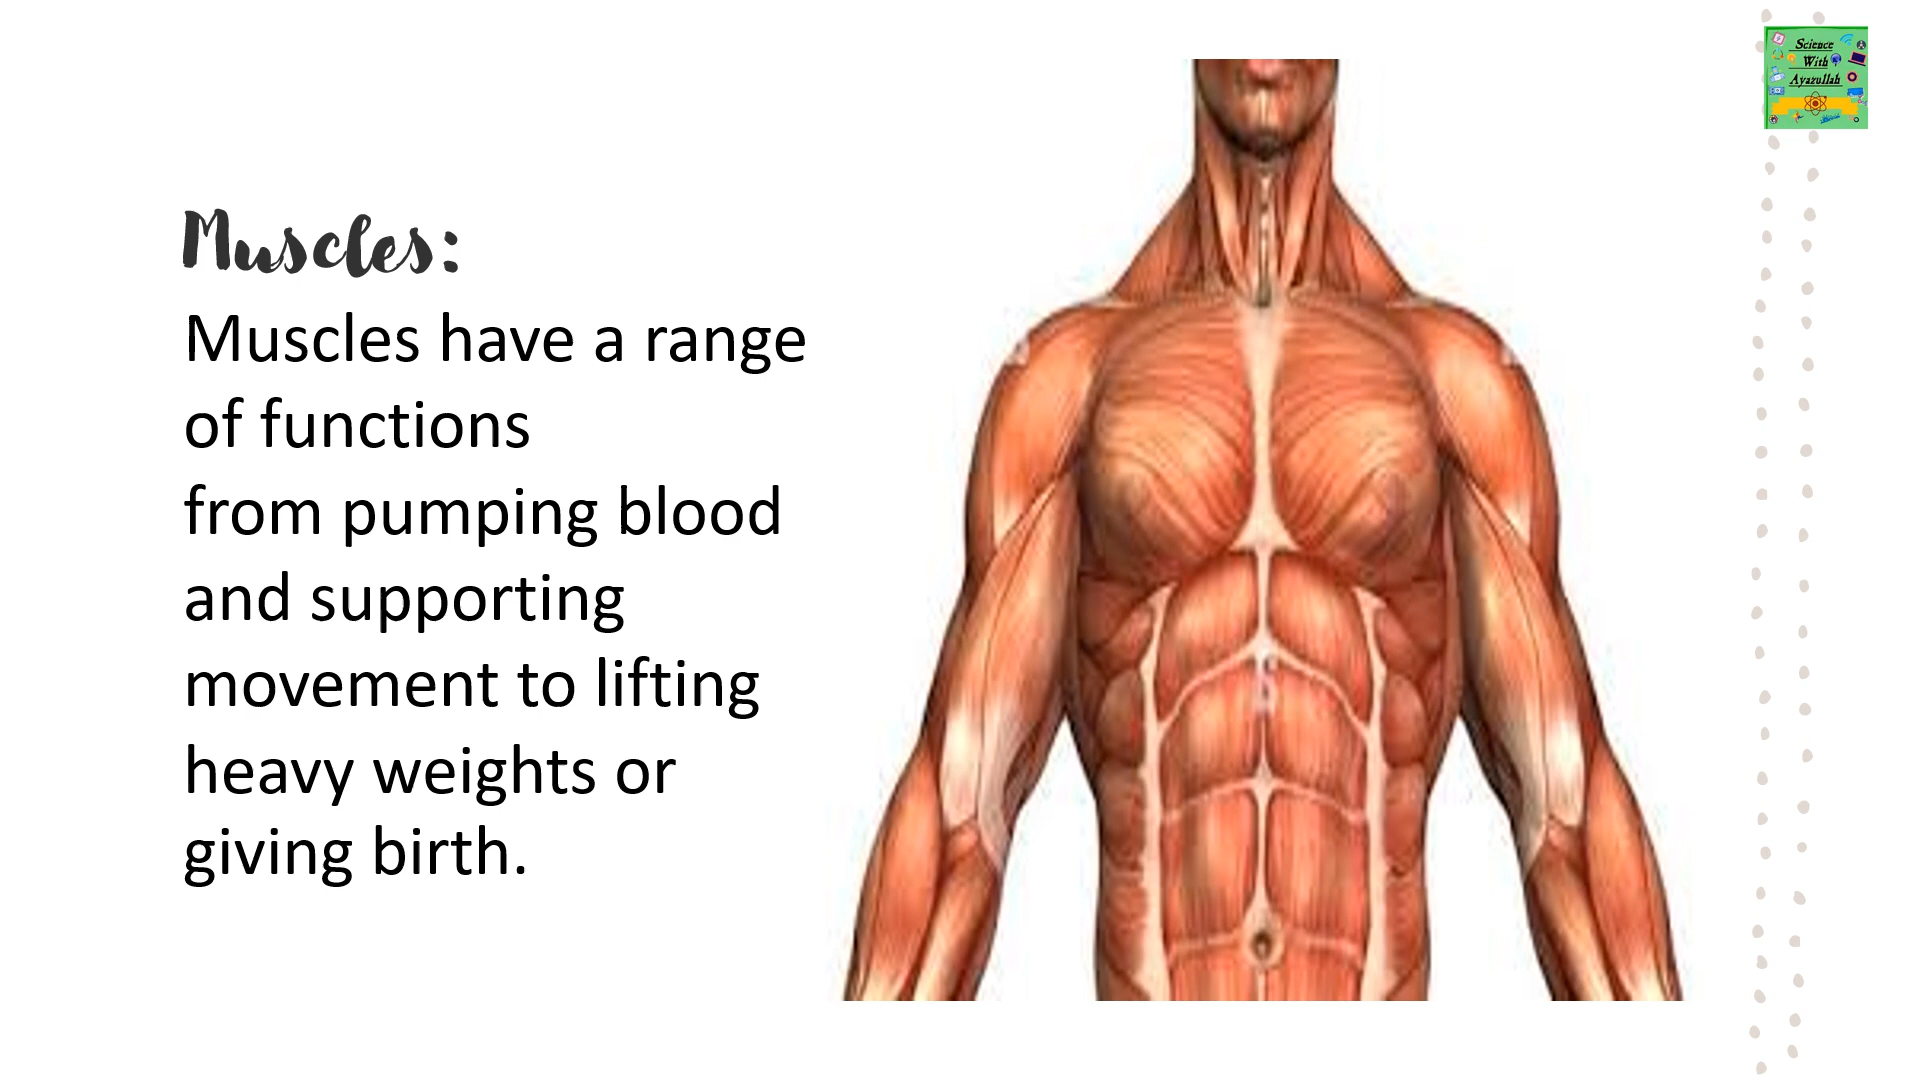 Science
With
Ayazullah
Muscles:
Muscles have a range
of functions
from pumping blood
and supporting
movement to lifting
heavy weights or
giving birth.